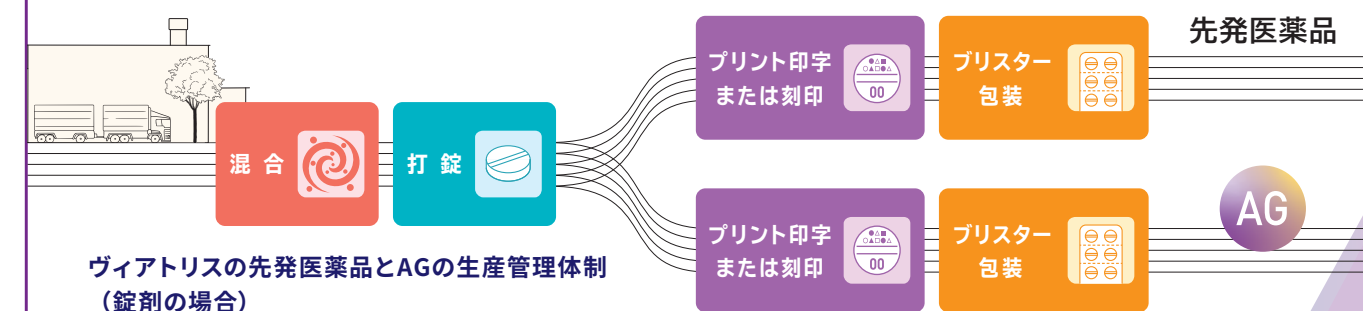 先発医薬品
プリント印字
または刻印
●▲■
○▲□●▲
00
ブリスター
包装
混 合
打 錠
AG
プリント印字
または刻印
●▲■
○▲□●▲
00
ブリスター
包装
ヴィアトリスの先発医薬品とAGの生産管理体制
(錠剤の場合)